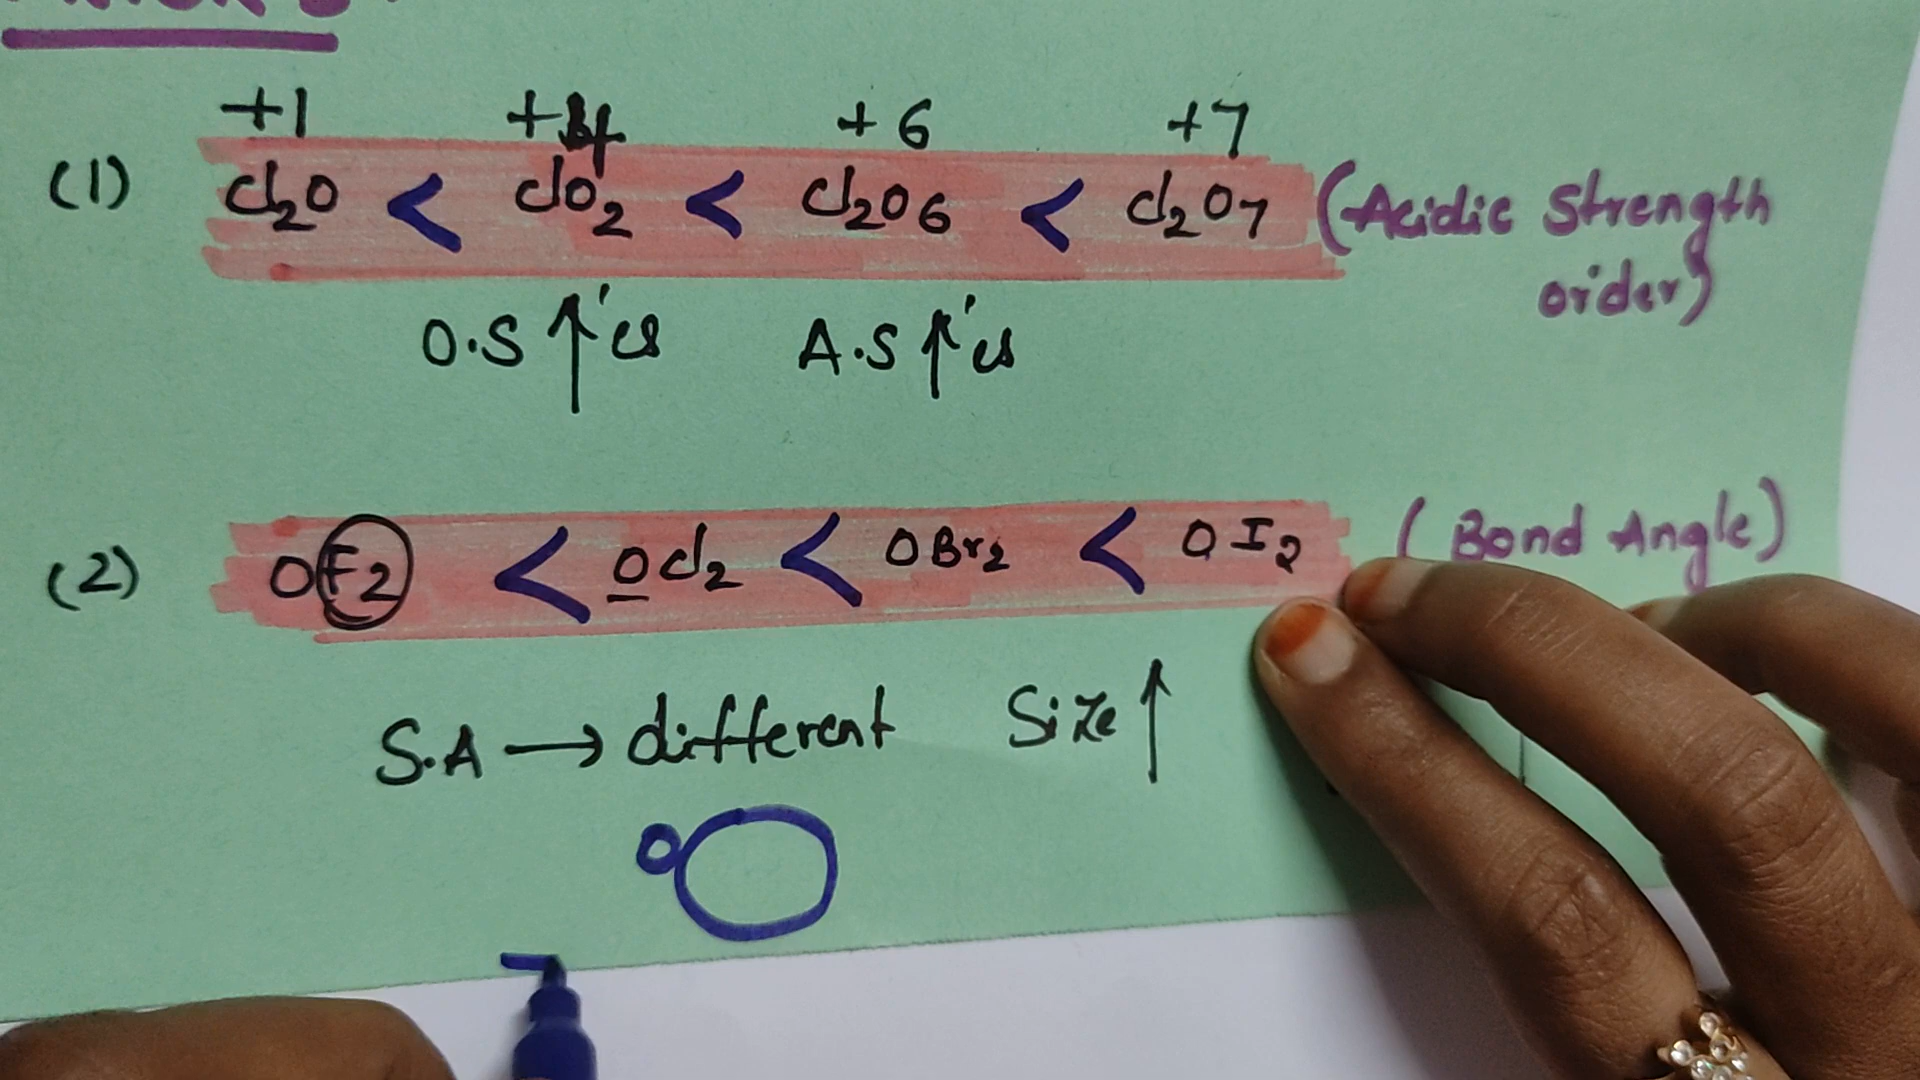 +1 +4 +6 +7
(1) Cl2O < ClO2 < Cl2O6 < Cl2O7 (Acidic Strength
order)
O.S ↑'es A.S ↑'es
(2) OF2 < OCl2 < OBr2 < OI2 (Bond Angle)
S.A → different Size ↑